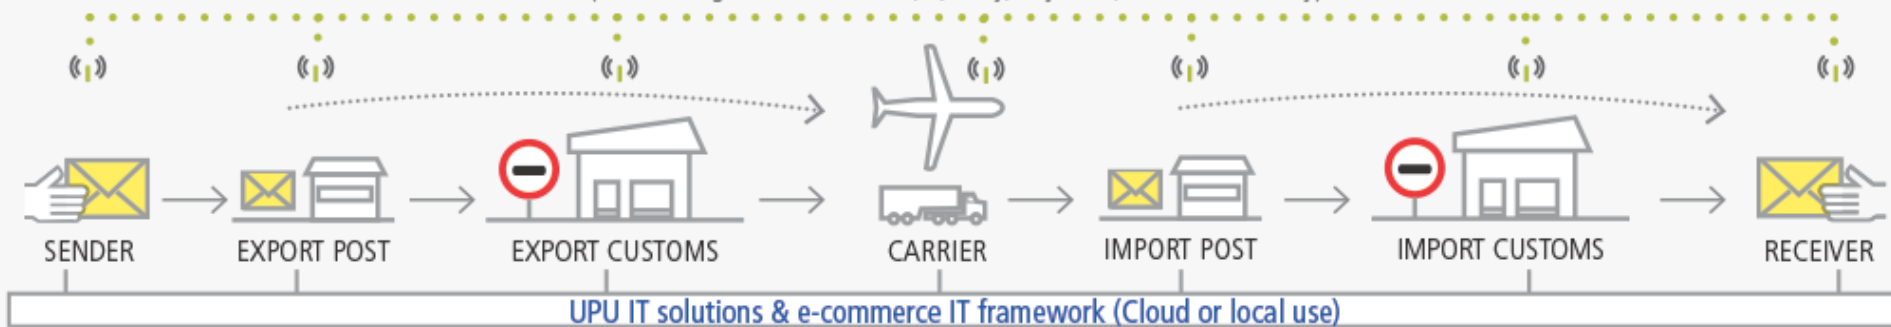 SENDER
EXPORT POST
EXPORT CUSTOMS
CARRIER
IMPORT POST
IMPORT CUSTOMS
RECEIVER
UPU IT solutions & e-commerce IT framework (Cloud or local use)